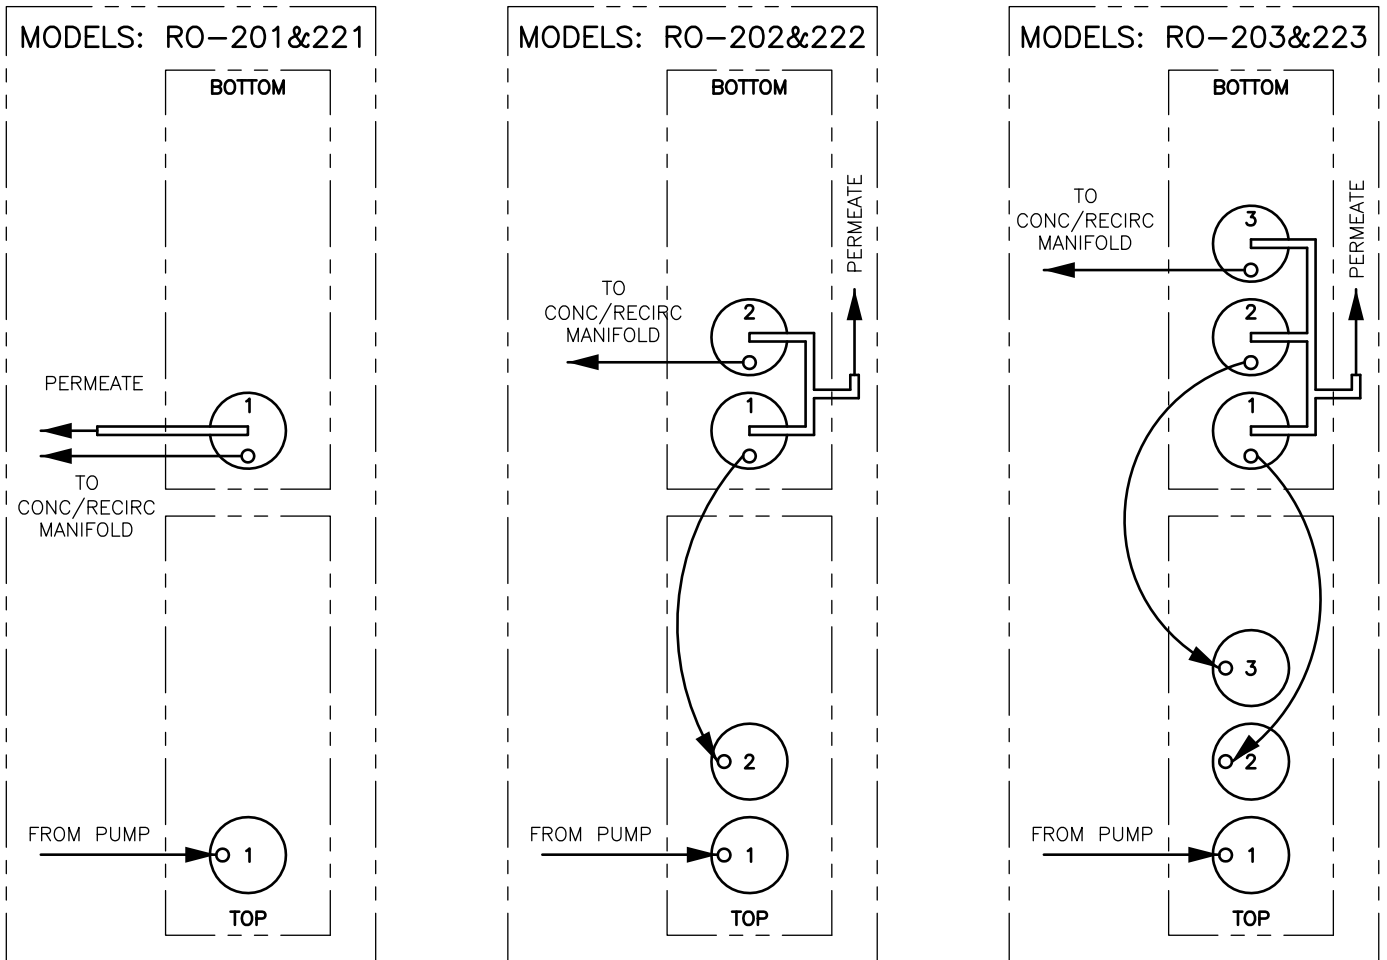 MODELS: RO-201&221
BOTTOM
PERMEATE
1
TO
CONC/RECIRC
MANIFOLD
FROM PUMP
1
TOP
MODELS: RO-202&222
BOTTOM
PERMEATE
TO
CONC/RECIRC
MANIFOLD
2
1
2
FROM PUMP
1
TOP
MODELS: RO-203&223
BOTTOM
PERMEATE
TO
CONC/RECIRC
MANIFOLD
3
2
1
3
2
FROM PUMP
1
TOP